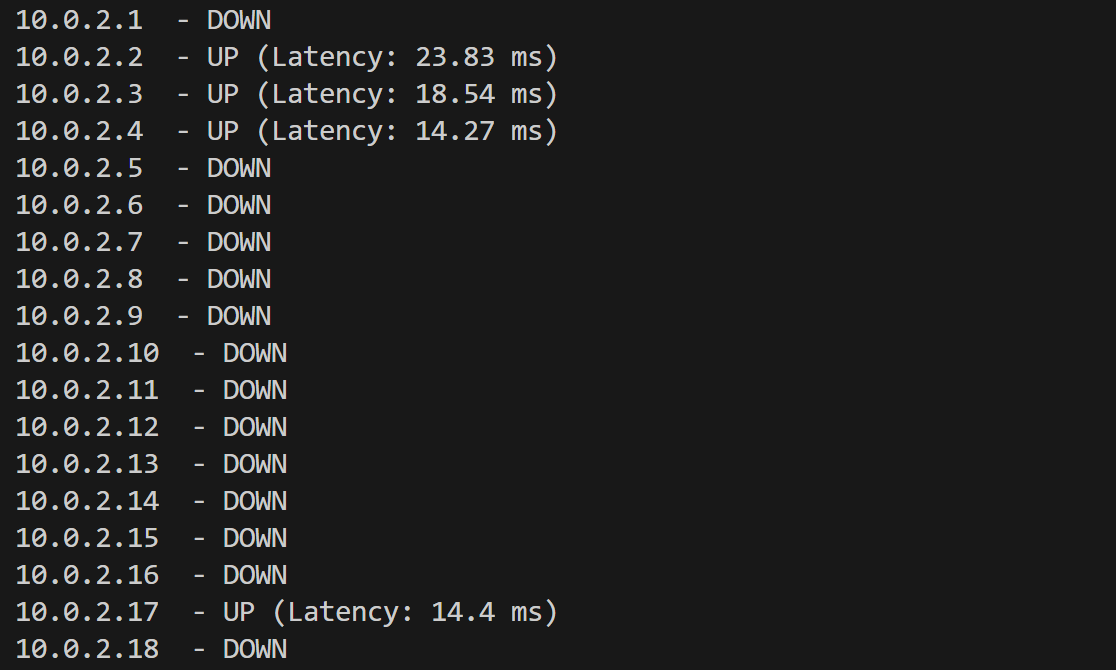 10.0.2.1  - DOWN
10.0.2.2  - UP (Latency: 23.83 ms)
10.0.2.3  - UP (Latency: 18.54 ms)
10.0.2.4  - UP (Latency: 14.27 ms)
10.0.2.5  - DOWN
10.0.2.6  - DOWN
10.0.2.7  - DOWN
10.0.2.8  - DOWN
10.0.2.9  - DOWN
10.0.2.10  - DOWN
10.0.2.11  - DOWN
10.0.2.12  - DOWN
10.0.2.13  - DOWN
10.0.2.14  - DOWN
10.0.2.15  - DOWN
10.0.2.16  - DOWN
10.0.2.17  - UP (Latency: 14.4 ms)
10.0.2.18  - DOWN